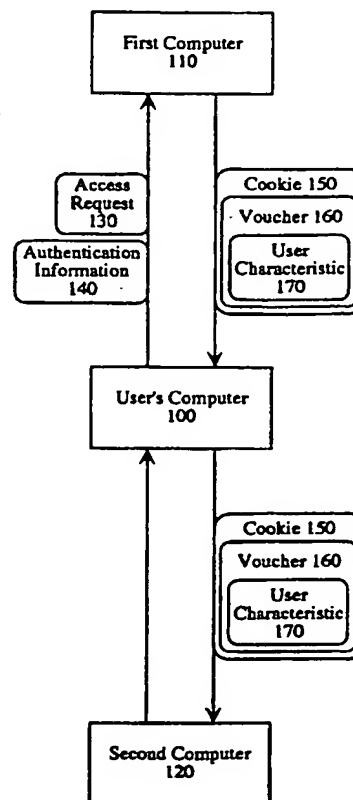 First Computer
110
Access
Request
130
Authentication
Information
140
Cookie 150
Voucher 160
User
Characteristic
170
User's Computer
100
Cookie 150
Voucher 160
User
Characteristic
170
Second Computer
120